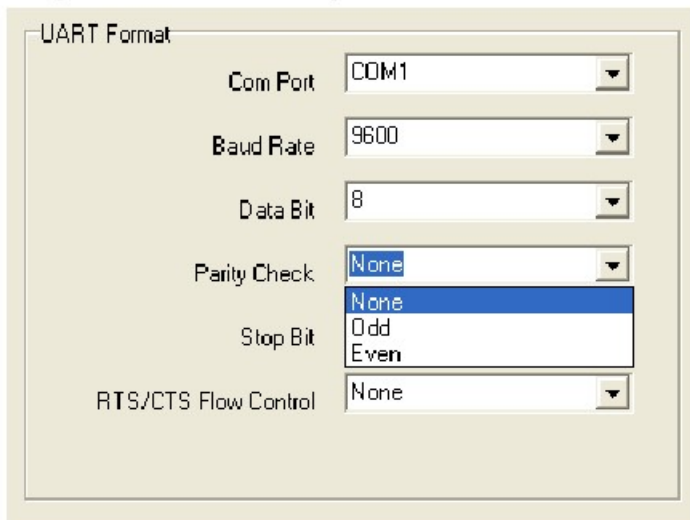 UART Format
Com Port COM1
Baud Rate 9600
Data Bit 8
Parity Check None
None
Odd
Stop Bit
Even
RTS/CTS Flow Control None